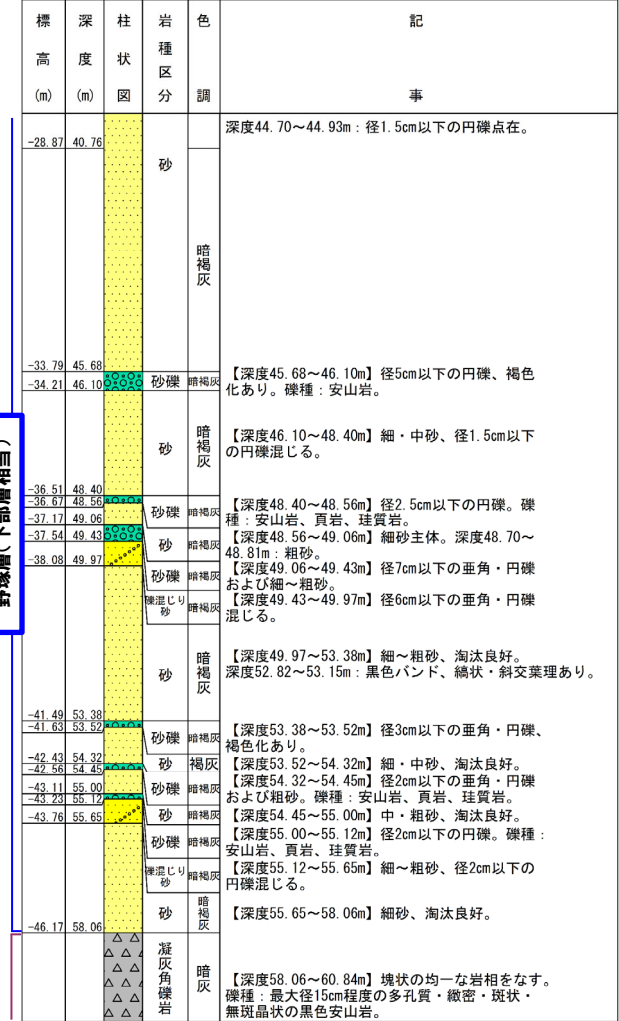 標高(m) 深度(m) 柱状図 岩種区分 色調 記事
深度44.70～44.93m：径1.5cm以下の円礫点在。
-28.87 40.76
砂
暗褐灰
-33.79 45.68
-34.21 46.10 砂礫 暗褐灰
【深度45.68～46.10m】径5cm以下の円礫、褐色
化あり。礫種：安山岩。
砂 暗褐灰
【深度46.10～48.40m】細・中砂、径1.5cm以下
の円礫混じる。
野塚層(下部層相当)
-36.51 48.40
-36.67 48.56
砂礫 暗褐灰
【深度48.40～48.56m】径2.5cm以下の円礫。礫
種：安山岩、頁岩、珪質岩。
-37.17 49.06
砂 暗褐灰
【深度48.56～49.06m】細砂主体。深度48.70～
48.81m：粗砂。
-37.54 49.43
砂礫 暗褐灰
【深度49.06～49.43m】径7cm以下の亜角・円礫
および細～粗砂。
-38.08 49.97
礫混じり砂 暗褐灰
【深度49.43～49.97m】径6cm以下の亜角・円礫
混じる。
砂 暗褐灰
【深度49.97～53.38m】細～粗砂、淘汰良好。
深度52.82～53.15m：黒色バンド、縞状・斜交葉理あり。
-41.49 53.38
-41.63 53.52
砂礫 暗褐灰
【深度53.38～53.52m】径3cm以下の亜角・円礫、
褐色化あり。
-42.43 54.32
砂 褐灰
【深度53.52～54.32m】細・中砂、淘汰良好。
-42.56 54.45
砂礫 暗褐灰
【深度54.32～54.45m】径2cm以下の亜角・円礫
および粗砂。礫種：安山岩、頁岩、珪質岩。
-43.11 55.00
砂 暗褐灰
【深度54.45～55.00m】中・粗砂、淘汰良好。
-43.23 55.12
砂礫 暗褐灰
【深度55.00～55.12m】径2cm以下の円礫。礫種：
安山岩、頁岩、珪質岩。
-43.76 55.65
礫混じり砂 暗褐灰
【深度55.12～55.65m】細～粗砂、径2cm以下の
円礫混じる。
砂 暗褐灰
【深度55.65～58.06m】細砂、淘汰良好。
-46.17 58.06
凝灰角礫岩 暗灰
【深度58.06～60.84m】塊状の均一な岩相をなす。
礫種：最大径15cm程度の多孔質・緻密・斑状・
無斑晶状の黒色安山岩。